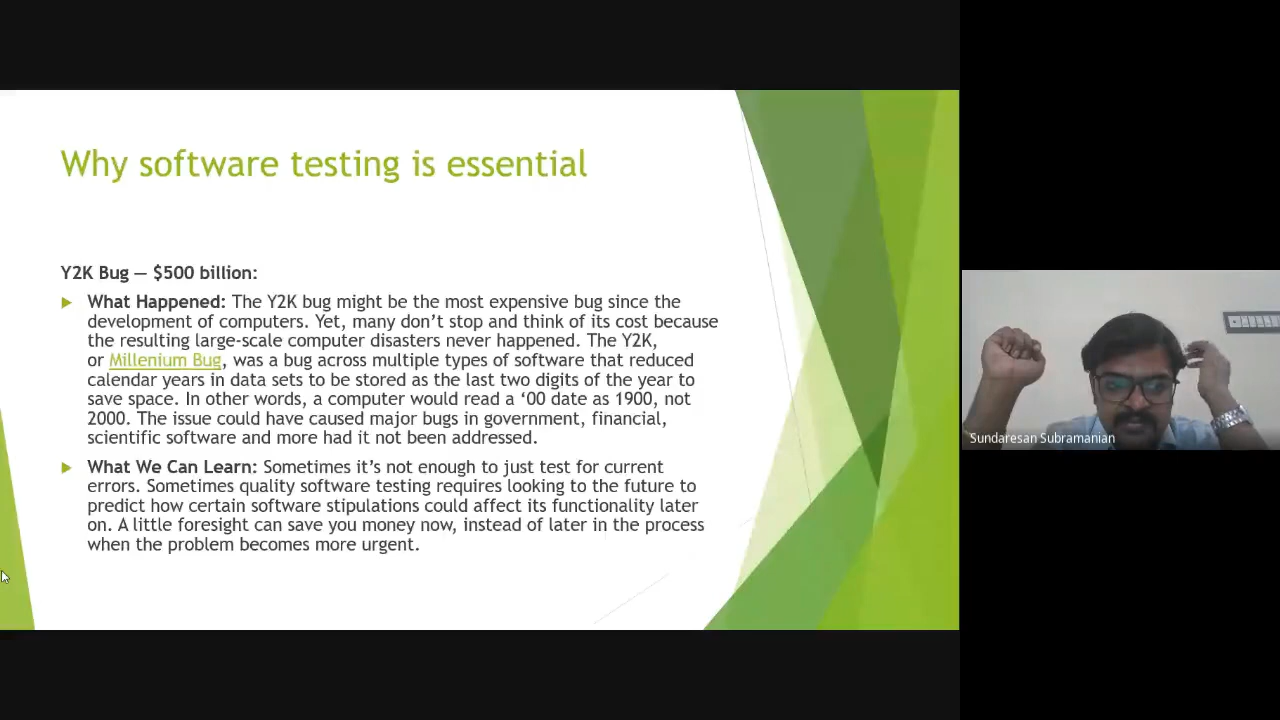 Why software testing is essential
Y2K Bug — $500 billion:
What Happened: The Y2K bug might be the most expensive bug since the
development of computers. Yet, many don’t stop and think of its cost because
the resulting large-scale computer disasters never happened. The Y2K,
or Millenium Bug, was a bug across multiple types of software that reduced
calendar years in data sets to be stored as the last two digits of the year to
save space. In other words, a computer would read a ‘00 date as 1900, not
2000. The issue could have caused major bugs in government, financial,
scientific software and more had it not been addressed.
What We Can Learn: Sometimes it’s not enough to just test for current
errors. Sometimes quality software testing requires looking to the future to
predict how certain software stipulations could affect its functionality later
on. A little foresight can save you money now, instead of later in the process
when the problem becomes more urgent.
Sundaresan Subramanian